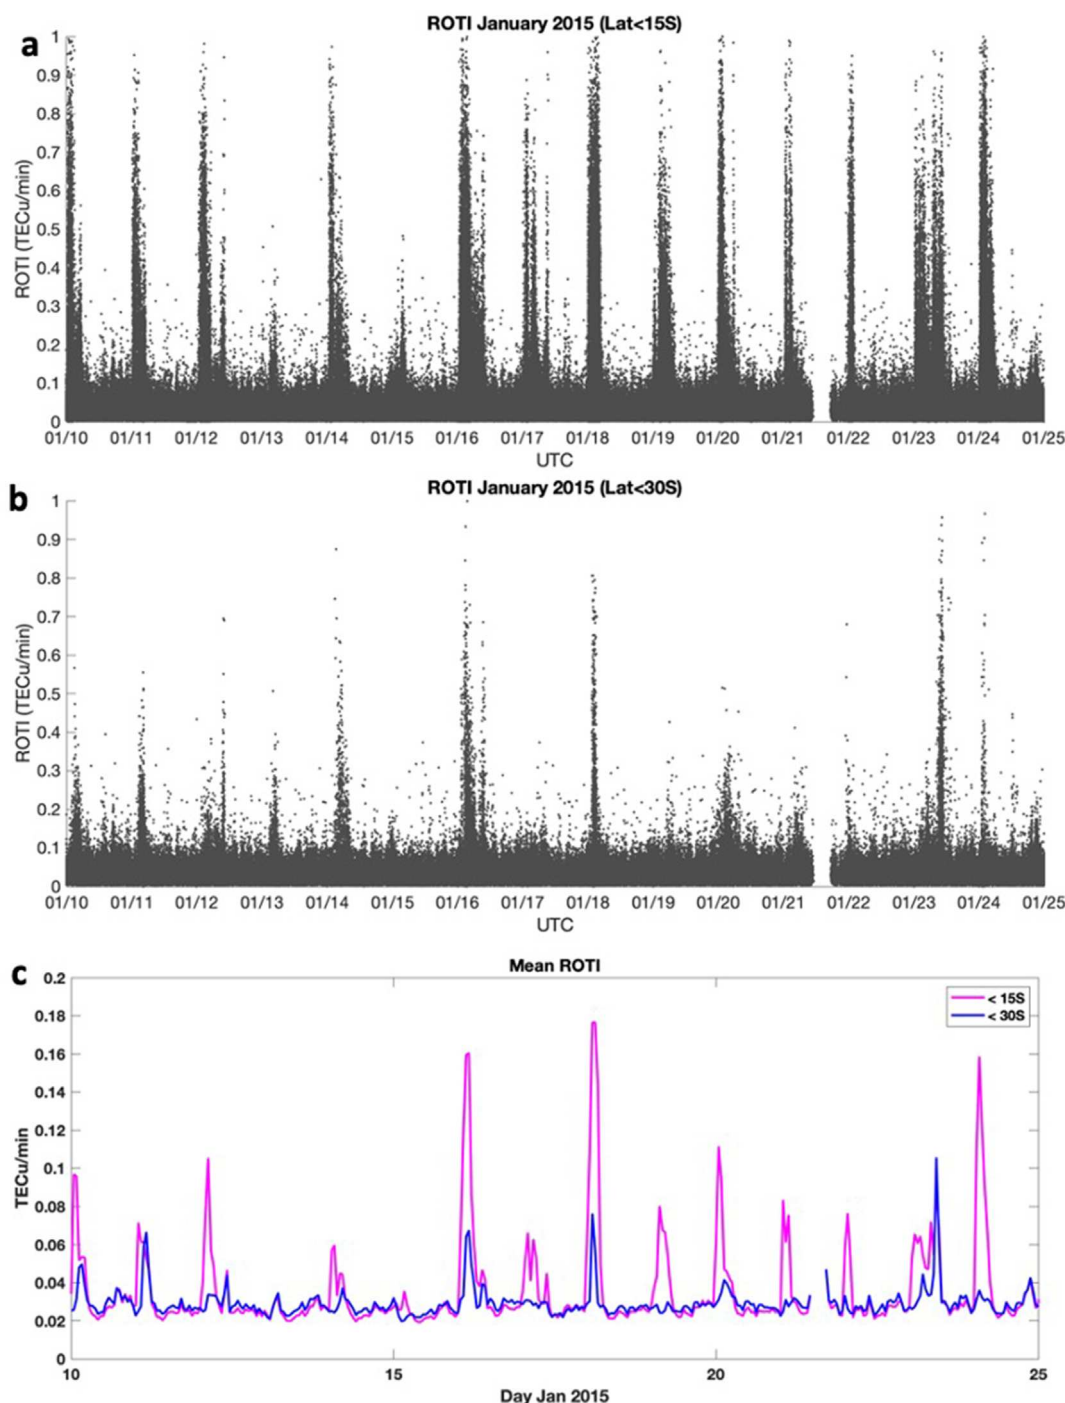 a
ROTI January 2015 (Lat<15S)
ROTI (TECu/min)
1
0.9
0.8
0.7
0.6
0.5
0.4
0.3
0.2
0.1
0
01/10 01/11 01/12 01/13 01/14 01/15 01/16 01/17 01/18 01/19 01/20 01/21 01/22 01/23 01/24 01/25
UTC
b
ROTI January 2015 (Lat<30S)
ROTI (TECu/min)
1
0.9
0.8
0.7
0.6
0.5
0.4
0.3
0.2
0.1
0
01/10 01/11 01/12 01/13 01/14 01/15 01/16 01/17 01/18 01/19 01/20 01/21 01/22 01/23 01/24 01/25
UTC
c
Mean ROTI
TECu/min
0.2
0.18
0.16
0.14
0.12
0.1
0.08
0.06
0.04
0.02
0
< 15S
< 30S
10 15 20 25
Day Jan 2015